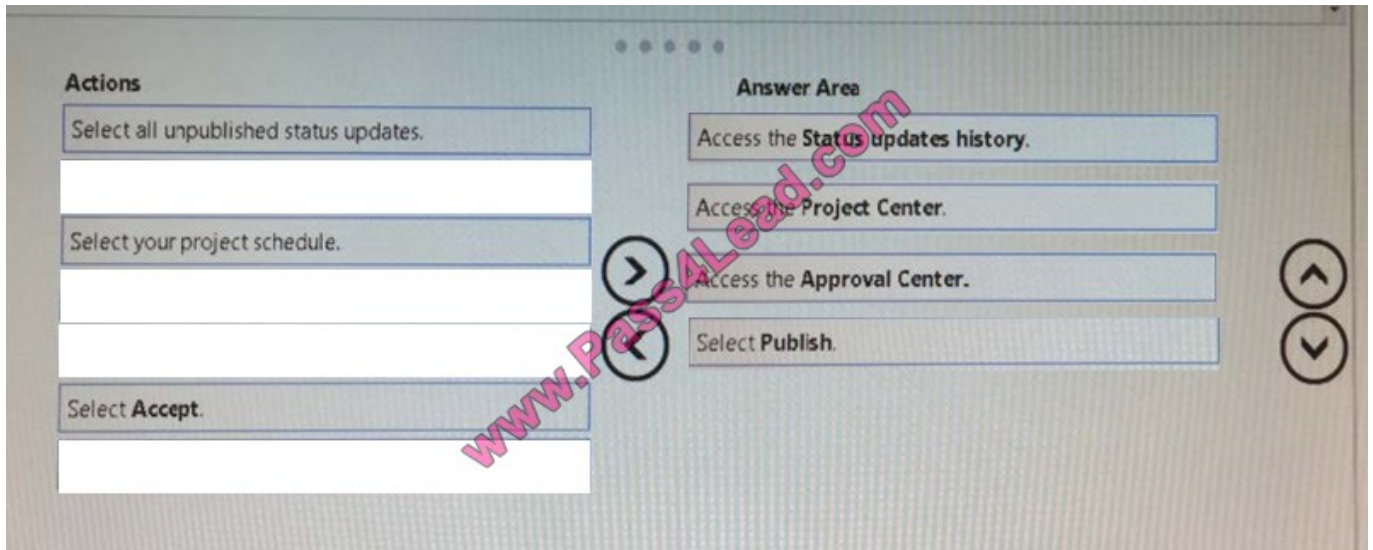 Actions
Select all unpublished status updates.
Select your project schedule.
Select Accept.
Answer Area
Access the Status updates history.
Access the Project Center.
Access the Approval Center.
Select Publish.
www.Pass4Lead.com